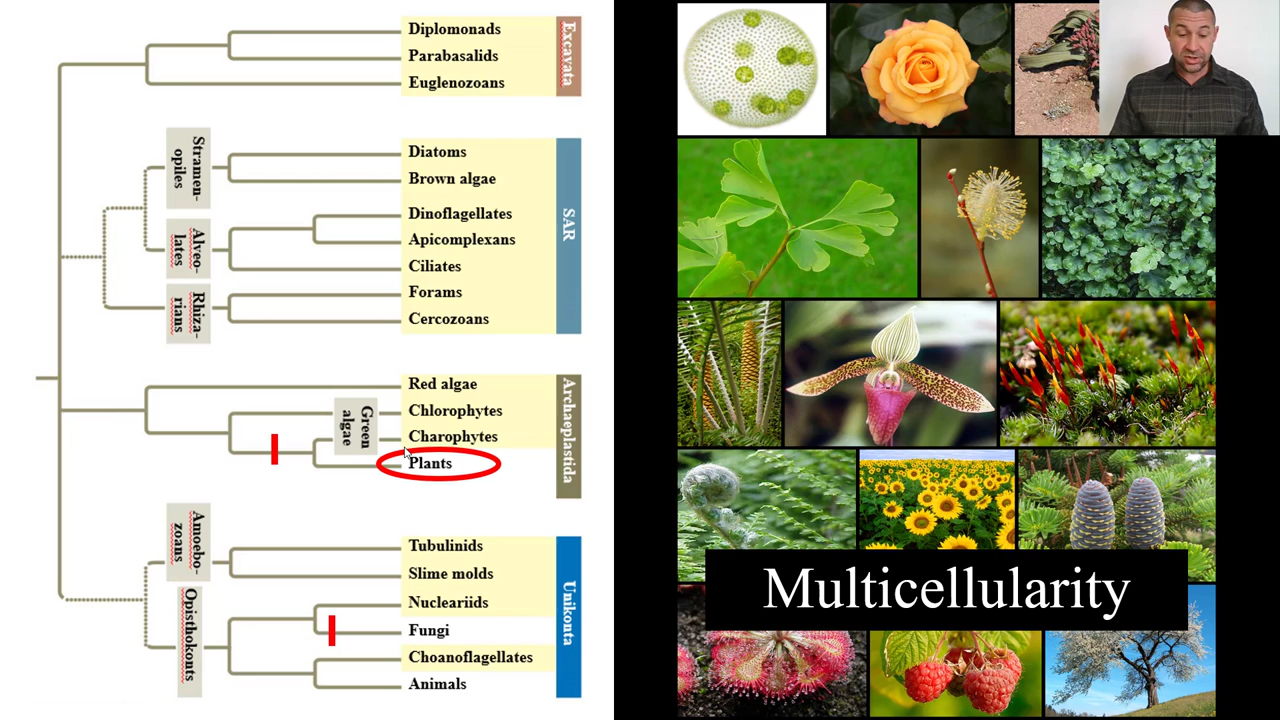 Diplomonads
Parabasalids
Euglenozoans
Excavata
Stramen-
opiles
Diatoms
Brown algae
Alveo-
lates
Dinoflagellates
Apicomplexans
Ciliates
Rhiza-
rians
Forams
Cercozoans
SAR
Red algae
Green
algae
Chlorophytes
Charophytes
Plants
Archaeplastida
Amoebo-
zoans
Tubulinids
Slime molds
Opisthokonts
Nucleariids
Fungi
Choanoflagellates
Animals
Unikonta
Multicellularity